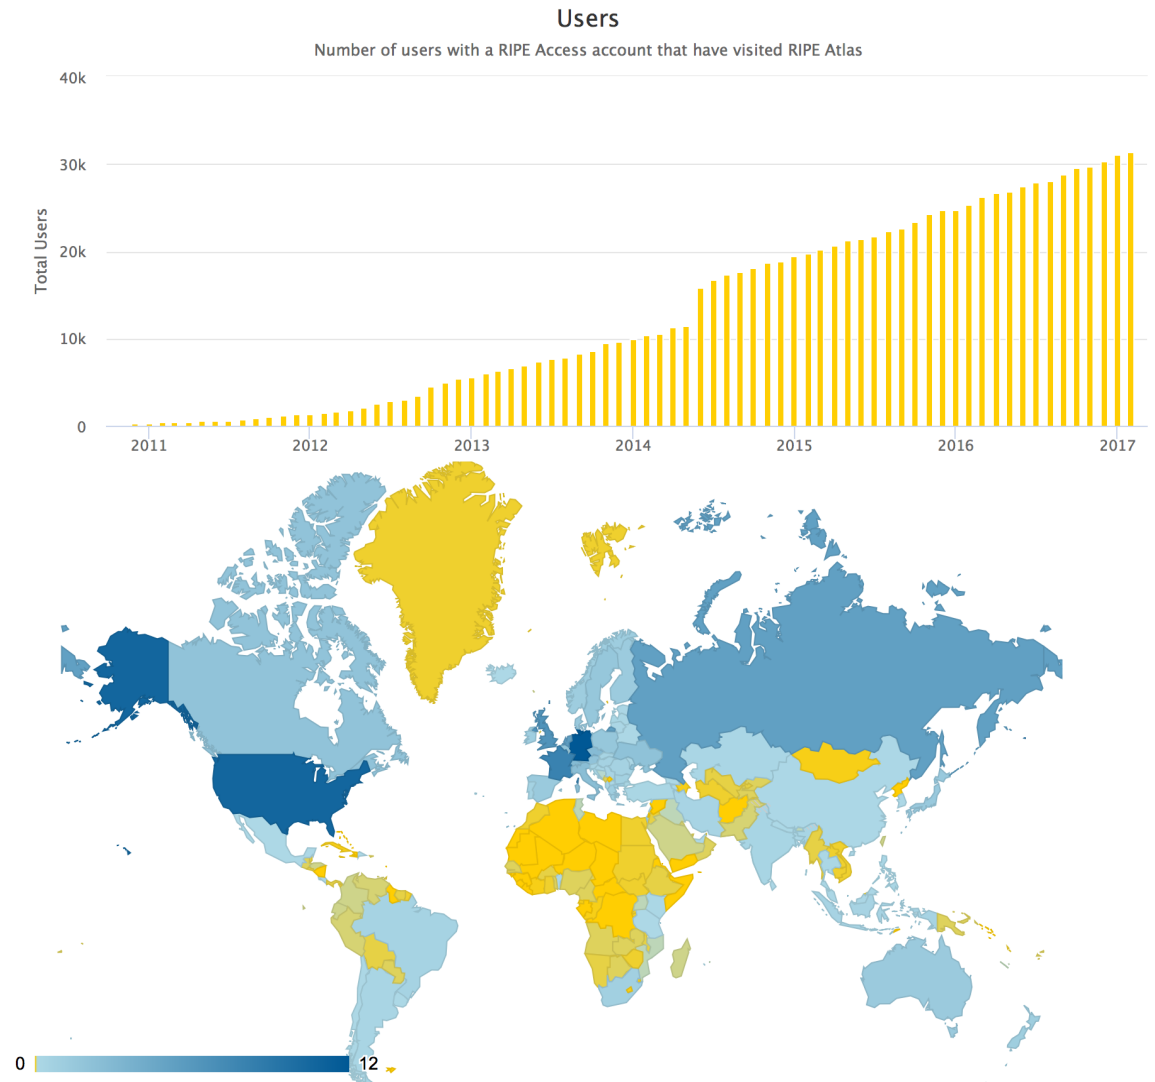 Users
Number of users with a RIPE Access account that have visited RIPE Atlas
40k
30k
20k
10k
0
Total Users
2011 2012 2013 2014 2015 2016 2017
0 12